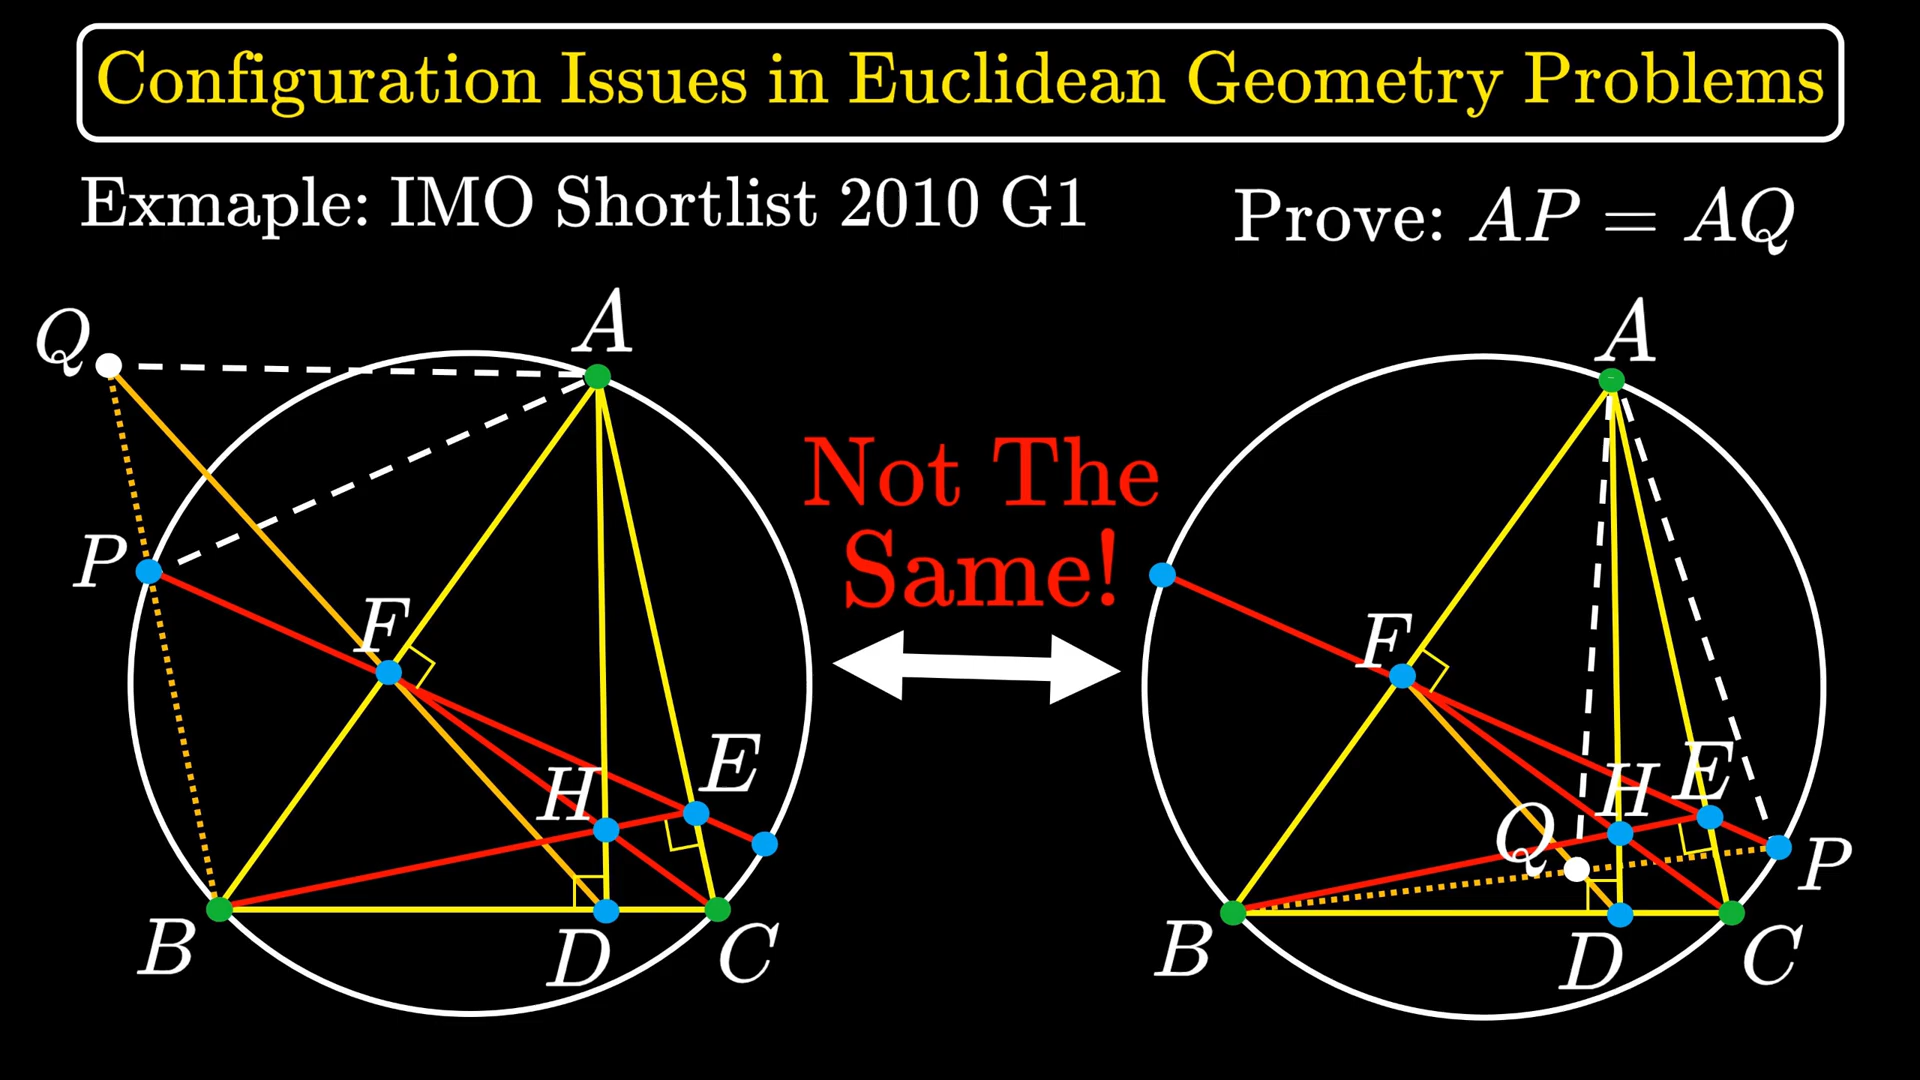 Configuration Issues in Euclidean Geometry Problems
Exmaple: IMO Shortlist 2010 G1
Prove: AP = AQ
Q
A
P
F
H
E
B
D
C
Not The
Same!
A
F
Q
H
E
P
B
D
C